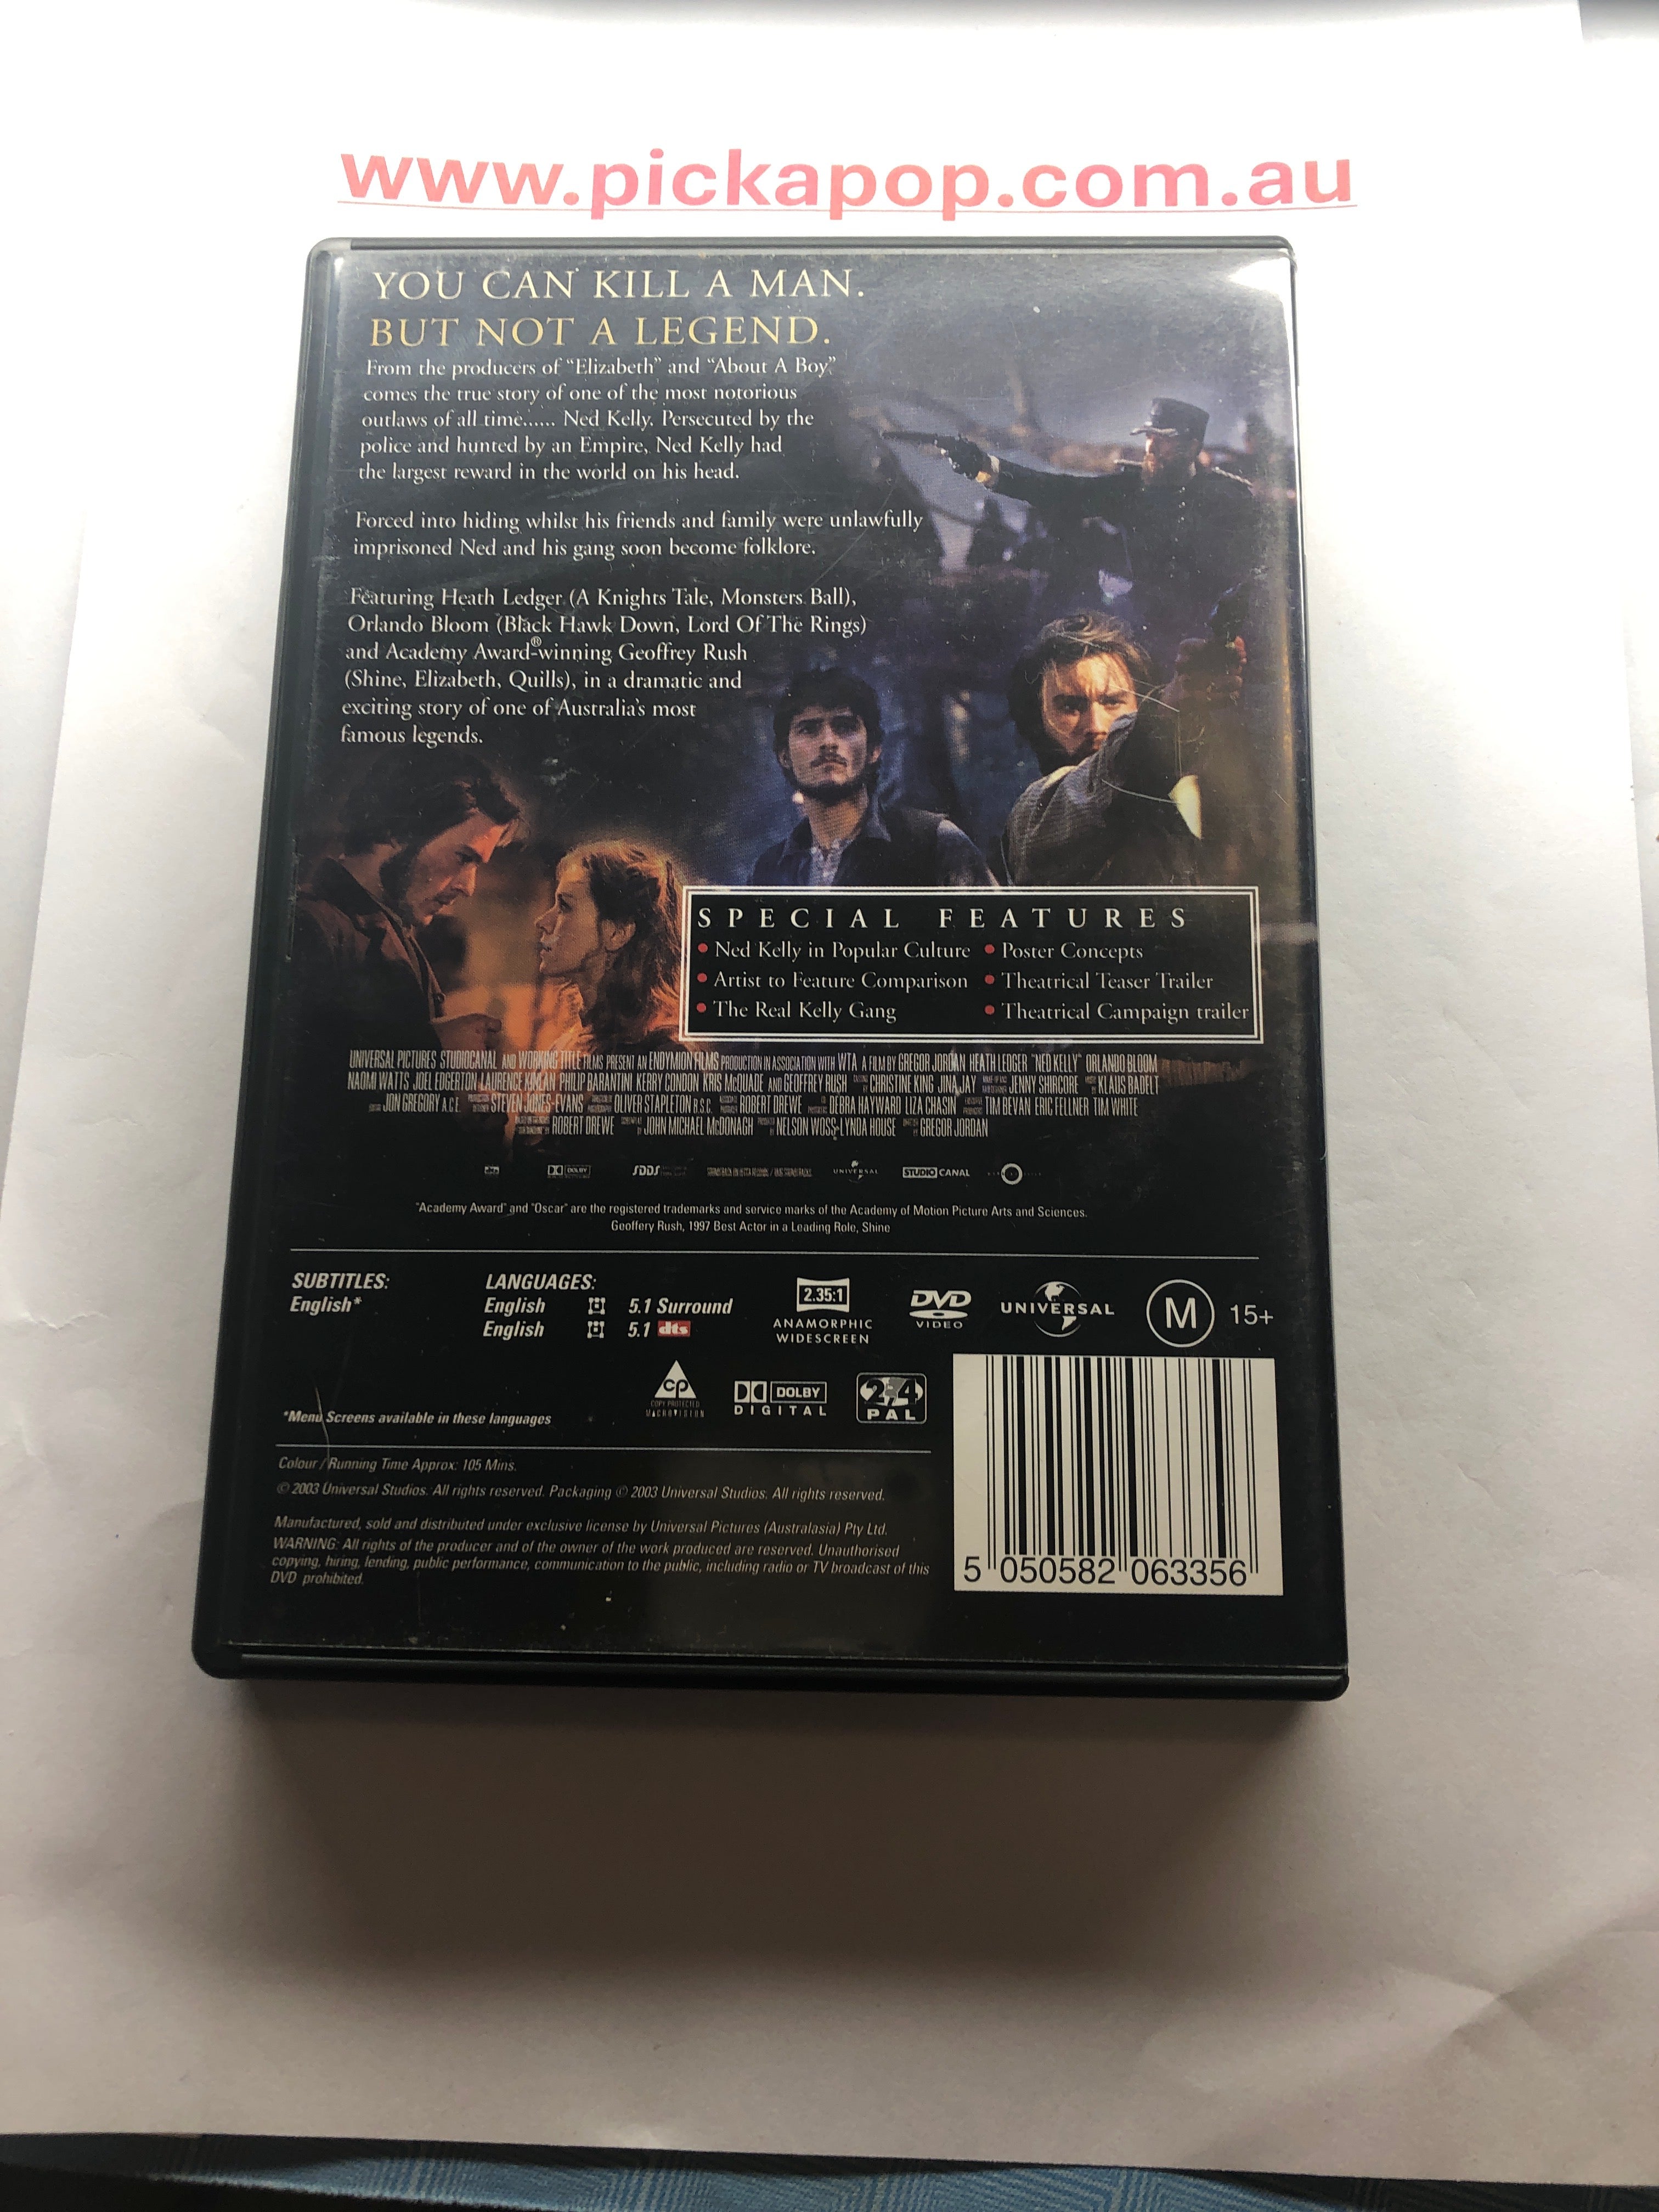 www.pickapop.com.au
YOU CAN KILL A MAN.
BUT NOT A LEGEND.
From the producers of “Elizabeth” and “About A Boy”
comes the true story of one of the most notorious
outlaws of all time...... Ned Kelly. Persecuted by the
police and hunted by an Empire, Ned Kelly had
the largest reward in the world on his head.
Forced into hiding whilst his friends and family were unlawfully
imprisoned Ned and his gang soon become folklore.
Featuring Heath Ledger (A Knights Tale, Monsters Ball),
Orlando Bloom (Black Hawk Down, Lord Of The Rings)
and Academy Award®-winning Geoffrey Rush
(Shine, Elizabeth, Quills), in a dramatic and
exciting story of one of Australia's most
famous legends.
SPECIAL FEATURES
• Ned Kelly in Popular Culture • Poster Concepts
• Artist to Feature Comparison • Theatrical Teaser Trailer
• The Real Kelly Gang • Theatrical Campaign trailer
UNIVERSAL PICTURES STUDIOCANAL AND WORKING TITLE FILMS PRESENT AN ENDYMION FILMS PRODUCTION IN ASSOCIATION WITH WTA A FILM BY GREGOR JORDAN HEATH LEDGER "NED KELLY" ORLANDO BLOOM
NAOMI WATTS JOEL EDGERTON LAURENCE KINLAN PHILIP BARANTINI KERRY CONDON KRIS McQUADE AND GEOFFREY RUSH CHRISTINE KING JINA JAY JENNY SHIRCORE KLAUS BADELT
JON GREGORY A.C.E. STEVEN JONES-EVANS OLIVER STAPLETON B.S.C. ROBERT DREWE DEBRA HAYWARD LIZA CHASIN TIM BEVAN ERIC FELLNER TIM WHITE
ROBERT DREWE JOHN MICHAEL McDONAGH NELSON WOSS-LYNDA HOUSE GREGOR JORDAN
dts DOLBY SDDS UNIVERSAL STUDIO CANAL
"Academy Award" and "Oscar" are the registered trademarks and service marks of the Academy of Motion Picture Arts and Sciences.
Geoffery Rush, 1997 Best Actor in a Leading Role, Shine
SUBTITLES:
English*
LANGUAGES:
English 5.1 Surround
English 5.1 dts
2.35:1
ANAMORPHIC
WIDESCREEN
DVD
VIDEO
UNIVERSAL
M 15+
cp
COPY PROTECTED
MACROVISION
DOLBY
DIGITAL
2 4
PAL
*Menu Screens available in these languages
Colour / Running Time Approx: 105 Mins.
© 2003 Universal Studios. All rights reserved. Packaging © 2003 Universal Studios. All rights reserved.
Manufactured, sold and distributed under exclusive license by Universal Pictures (Australasia) Pty Ltd.
WARNING: All rights of the producer and of the owner of the work produced are reserved. Unauthorised
copying, hiring, lending, public performance, communication to the public, including radio or TV broadcast of this
DVD prohibited.
5 050582 063356